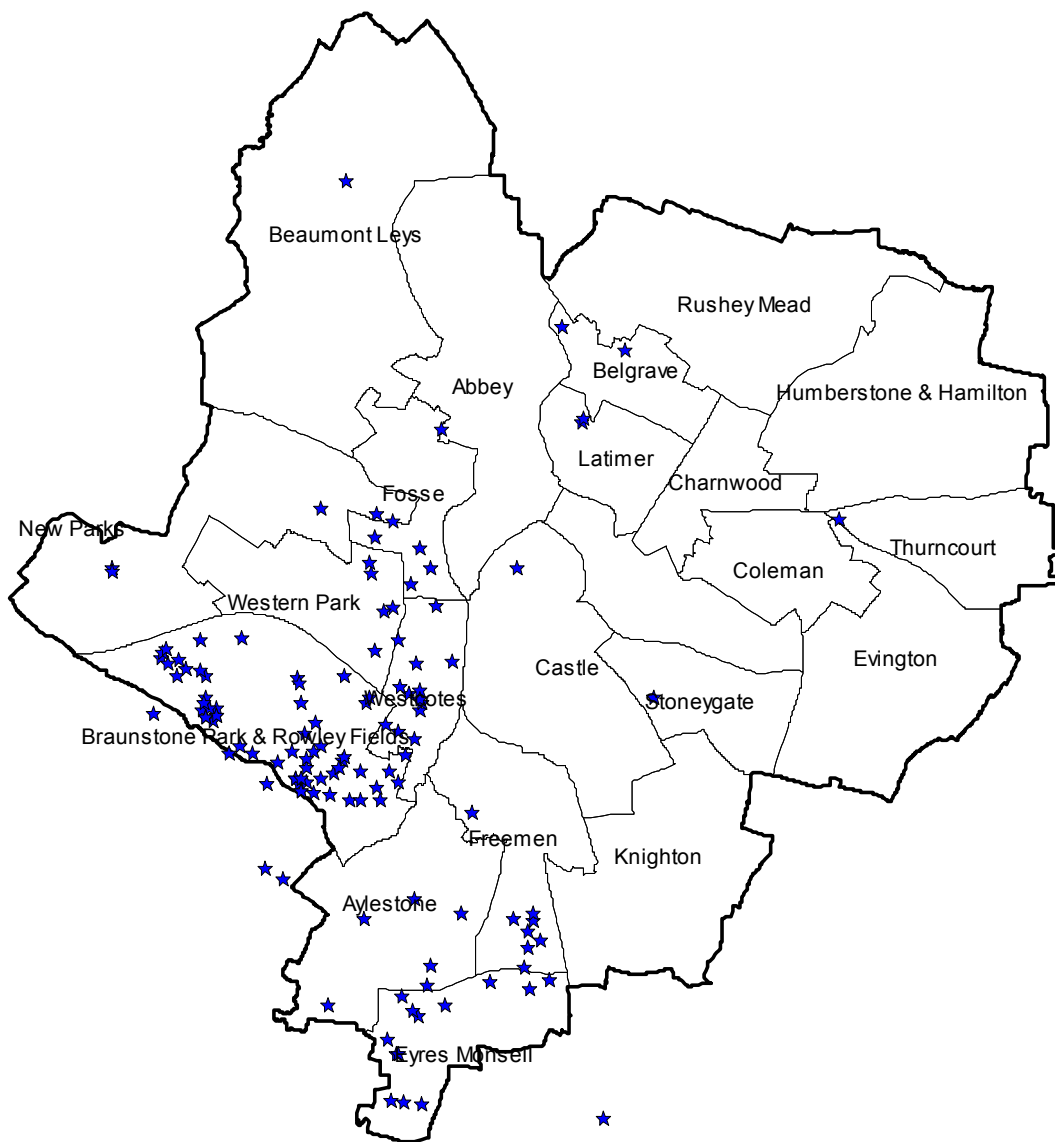 Beaumont Leys
Rushey Mead
Belgrave
Abbey
Humberstone & Hamilton
Latimer
Charnwood
Fosse
New Parks
Thurncourt
Coleman
Western Park
Evington
Castle
Westcotes
Stoneygate
Braunstone Park & Rowley Fields
Freemen
Knighton
Aylestone
Eyres Monsell